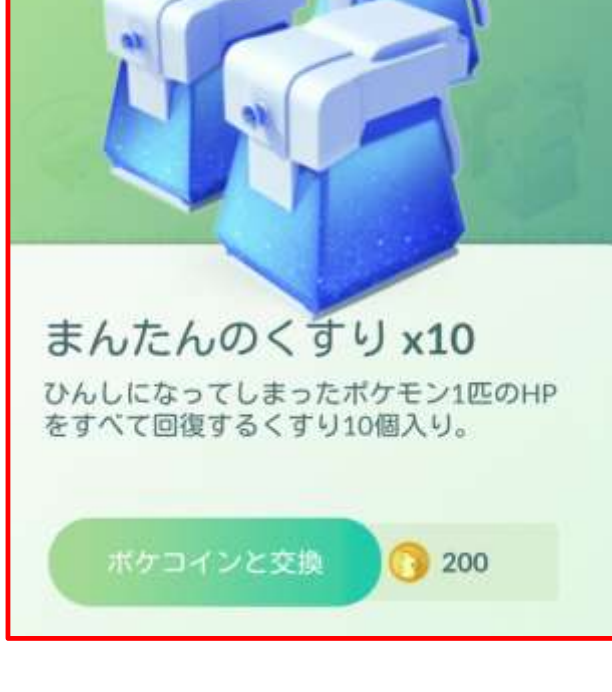 まんたんのくすり x10
ひんしになってしまったポケモン1匹のHP
をすべて回復するくすり10個入り。
ポケコインと交換 200